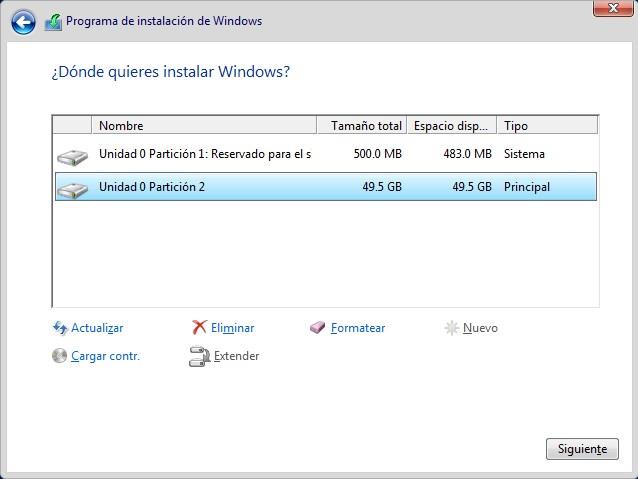 Programa de instalación de Windows
¿Dónde quieres instalar Windows?
Nombre Tamaño total Espacio disp... Tipo
Unidad 0 Partición 1: Reservado para el s 500.0 MB 483.0 MB Sistema
Unidad 0 Partición 2 49.5 GB 49.5 GB Principal
Actualizar Eliminar Formatear Nuevo
Cargar contr. Extender
Siguiente